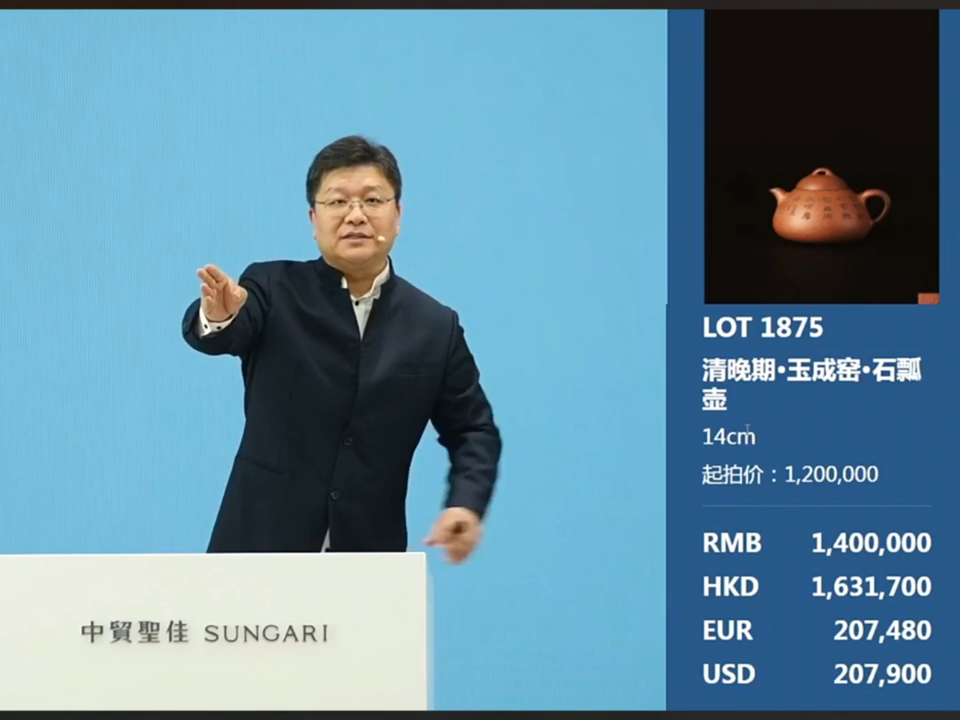 中貿聖佳 SUNGARI
LOT 1875
清晚期•玉成窑•石瓢
壶
14cm
起拍价：1,200,000
RMB 1,400,000
HKD 1,631,700
EUR 207,480
USD 207,900